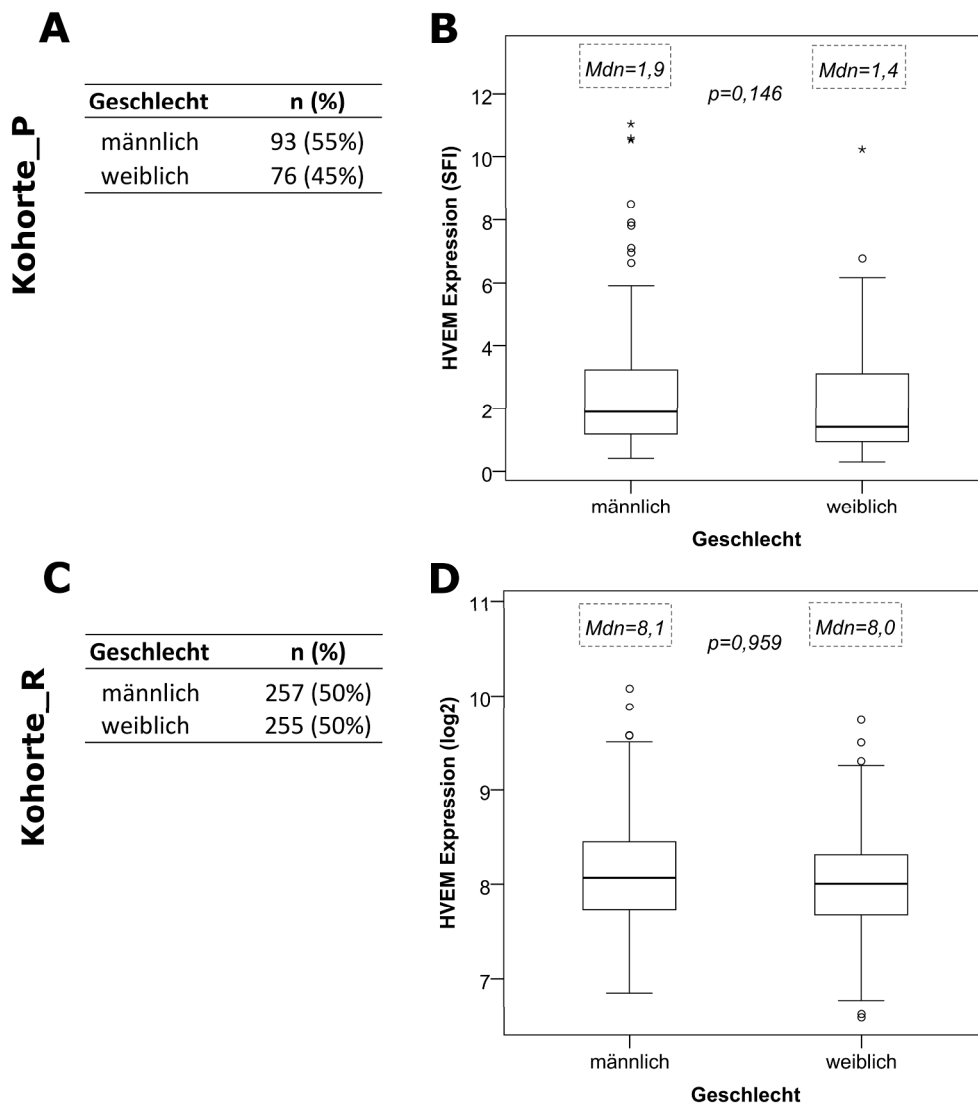 A
Kohorte_P
Geschlecht n (%)
männlich 93 (55%)
weiblich 76 (45%)
B
Mdn=1,9
Mdn=1,4
p=0,146
HVEM Expression (SFI)
12
10
8
6
4
2
0
männlich weiblich
Geschlecht
C
Kohorte_R
Geschlecht n (%)
männlich 257 (50%)
weiblich 255 (50%)
D
Mdn=8,1
Mdn=8,0
p=0,959
HVEM Expression (log2)
11
10
9
8
7
männlich weiblich
Geschlecht